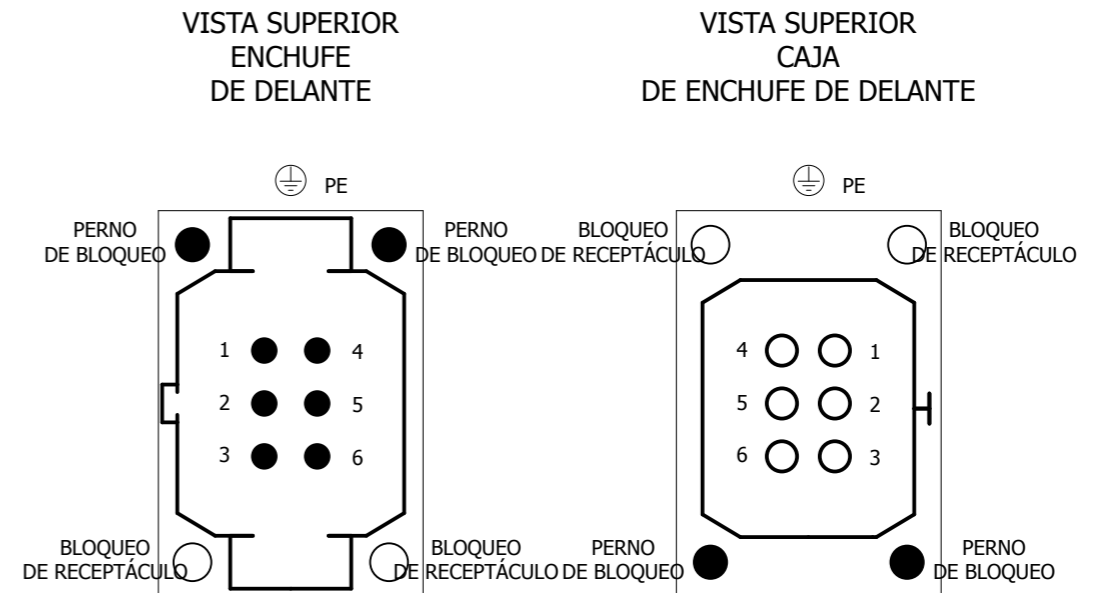 VISTA SUPERIOR
ENCHUFE
DE DELANTE
VISTA SUPERIOR
CAJA
DE ENCHUFE DE DELANTE
PE
PERNO
DE BLOQUEO
PERNO
DE BLOQUEO
1 4
2 5
3 6
BLOQUEO
DE RECEPTÁCULO
BLOQUEO
DE RECEPTÁCULO
PE
BLOQUEO
DE RECEPTÁCULO
BLOQUEO
DE RECEPTÁCULO
4 1
5 2
6 3
PERNO
DE BLOQUEO
PERNO
DE BLOQUEO